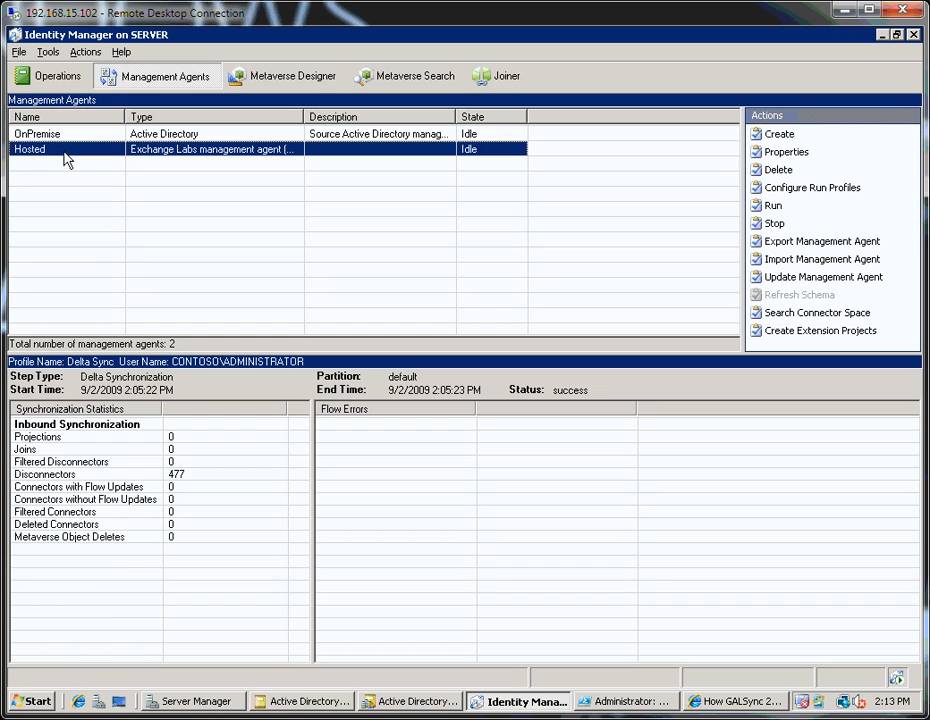 192.168.15.102 - Remote Desktop Connection
Identity Manager on SERVER
File Tools Actions Help
Operations Management Agents Metaverse Designer Metaverse Search Joiner
Management Agents
Name Type Description State
OnPremise Active Directory Source Active Directory manag... Idle
Hosted Exchange Labs management agent (... Idle
Actions
Create
Properties
Delete
Configure Run Profiles
Run
Stop
Export Management Agent
Import Management Agent
Update Management Agent
Refresh Schema
Search Connector Space
Create Extension Projects
Total number of management agents: 2
Profile Name: Delta Sync User Name: CONTOSO\ADMINISTRATOR
Step Type: Delta Synchronization Partition: default
Start Time: 9/2/2009 2:05:22 PM End Time: 9/2/2009 2:05:23 PM Status: success
Synchronization Statistics Flow Errors
Inbound Synchronization
Projections 0
Joins 0
Filtered Disconnectors 0
Disconnectors 477
Connectors with Flow Updates 0
Connectors without Flow Updates 0
Filtered Connectors 0
Deleted Connectors 0
Metaverse Object Deletes 0
Start Server Manager Active Directory... Active Directory... Identity Mana... Administrator: ... How GALSync 2... 2:13 PM